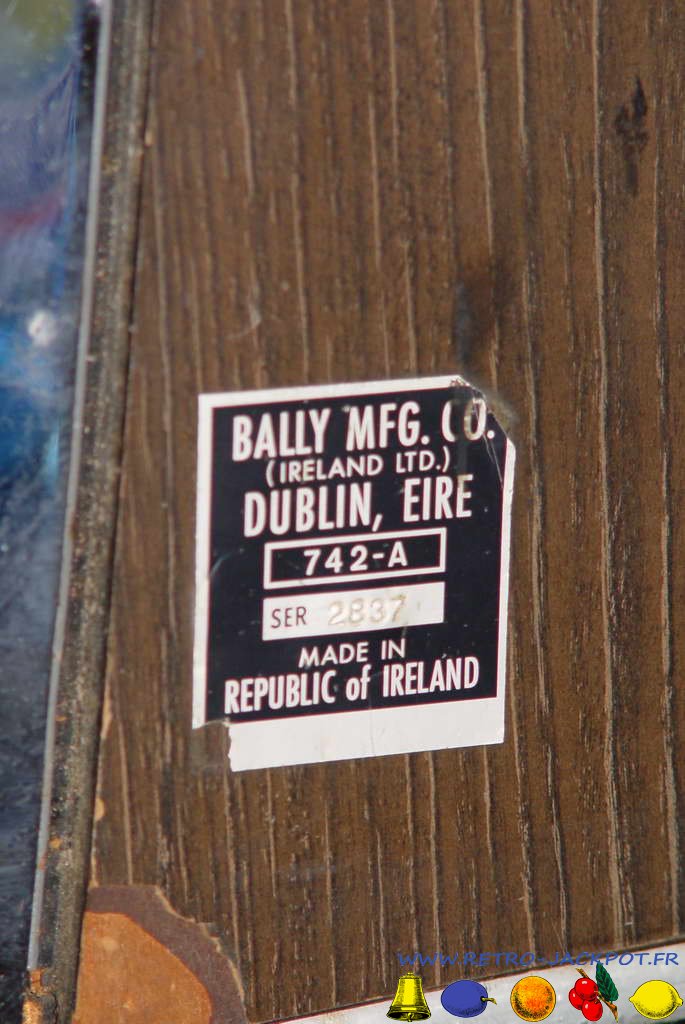 BALLY MFG. CO.
(IRELAND LTD.)
DUBLIN, EIRE
742-A
SER 2837
MADE IN
REPUBLIC of IRELAND
WWW.RETRO-JACKPOT.FR